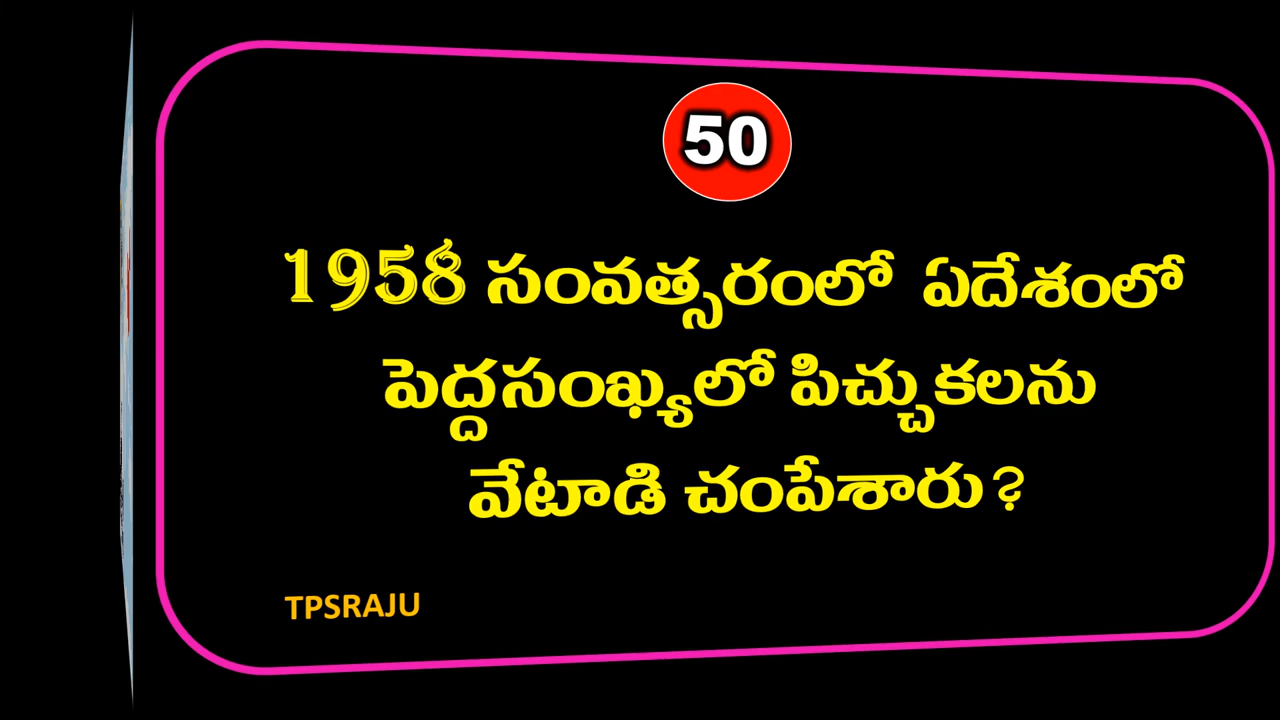 50
1958 సంవత్సరంలో ఏదేశంలో
పెద్దసంఖ్యలో పిచ్చుకలను
వేటాడి చంపేశారు?
TPSRAJU